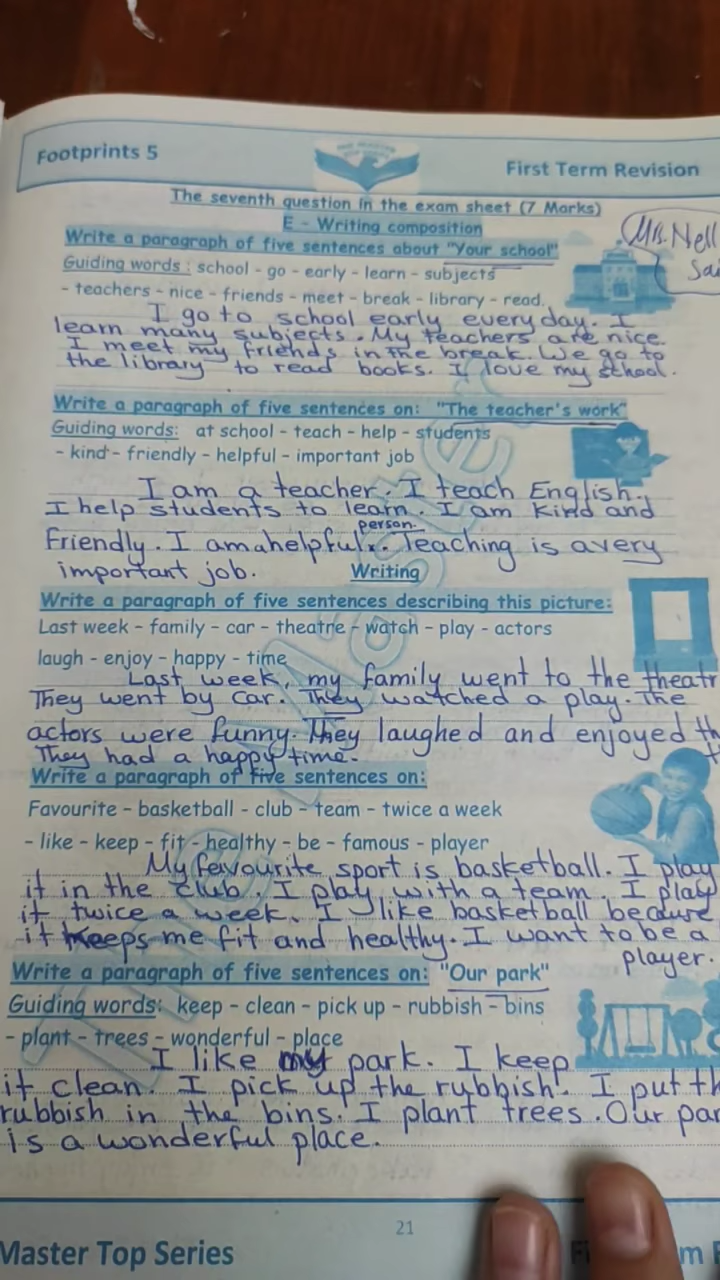 Footprints 5
First Term Revision
The seventh question in the exam sheet (7 Marks)
E - Writing composition
Write a paragraph of five sentences about "Your school"
Mr. Nell
Guiding words : school - go - early - learn - subjects
- teachers - nice - friends - meet - break - library - read.
I go to school early every day. I
learn many subjects. My teachers are nice.
I meet my friends in the break. We go to
the library to read books. I love my school.
Write a paragraph of five sentences on: "The teacher's work"
Guiding words: at school - teach - help - students
- kind - friendly - helpful - important job
I am a teacher. I teach English.
I help students to learn. I am kind and
person.
Friendly. I am a helpful . Teaching is a very
important job.
Writing
Write a paragraph of five sentences describing this picture:
Last week - family - car - theatre - watch - play - actors
laugh - enjoy - happy - time
Last week, my family went to the theatr
They went by car. They watched a play. The
actors were funny. They laughed and enjoyed th
They had a happy time.
Write a paragraph of five sentences on:
Favourite - basketball - club - team - twice a week
- like - keep - fit - healthy - be - famous - player
My favourite sport is basketball. I play
it in the club. I play with a team. I play
it twice a week. I like basketball because
it keeps me fit and healthy. I want to be a
player.
Write a paragraph of five sentences on: "Our park"
Guiding words: keep - clean - pick up - rubbish - bins
- plant - trees - wonderful - place
I like my park. I keep
it clean. I pick up the rubbish. I put th
rubbish in the bins. I plant trees. Our par
is a wonderful place.
The Master
21
Master Top Series